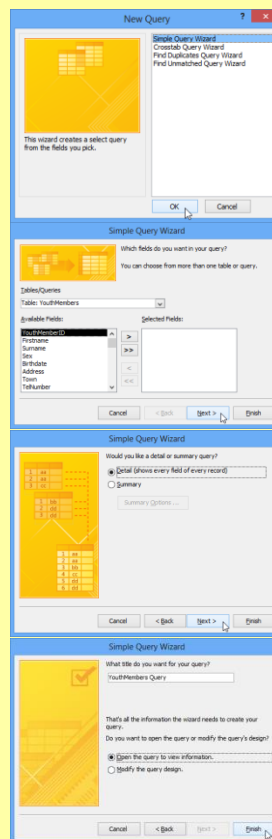 New Query
?
x
Simple Query Wizard
Crosstab Query Wizard
Find Duplicates Query Wizard
Find Unmatched Query Wizard
This wizard creates a select query
from the fields you pick.
OK
Cancel
Simple Query Wizard
Which fields do you want in your query?
You can choose from more than one table or query.
Tables/Queries
Table: YouthMembers
Available Fields:
Selected Fields:
YouthMemberID
Firstname
Surname
Sex
Birthdate
Address
Town
TelNumber
>
>>
<
<<
Cancel
< Back
Next >
Finish
Simple Query Wizard
Would you like a detail or summary query?
Detail (shows every field of every record)
Summary
Summary Options ...
Cancel
< Back
Next >
Finish
Simple Query Wizard
What title do you want for your query?
YouthMembers Query
That's all the information the wizard needs to create your
query.
Do you want to open the query or modify the query's design?
Open the query to view information.
Modify the query design.
Cancel
< Back
Next >
Finish